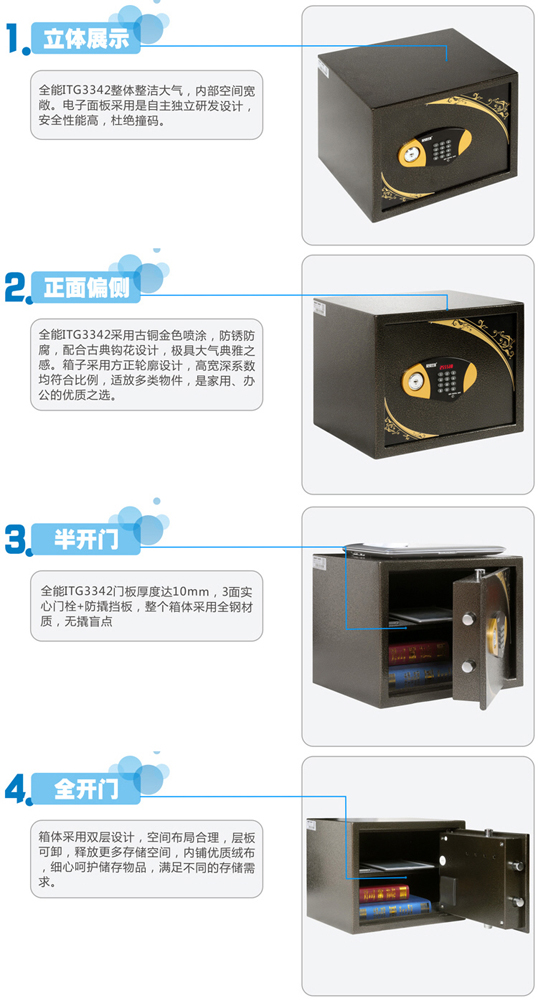 1. 立体展示
全能ITG3342整体整洁大气，内部空间宽
敞。电子面板采用是自主独立研发设计，
安全性能高，杜绝撞码。
2. 正面偏侧
全能ITG3342采用古铜金色喷涂，防锈防
腐，配合古典钩花设计，极具大气典雅之
感。箱子采用方正轮廓设计，高宽深系数
均符合比例，适放多类物件，是家用、办
公的优质之选。
3. 半开门
全能ITG3342门板厚度达10mm，3面实
心门栓+防撬挡板，整个箱体采用全钢材
质，无撬盲点
4. 全开门
箱体采用双层设计，空间布局合理，层板
可卸，释放更多存储空间，内铺优质绒布
，细心呵护储存物品，满足不同的存储需
求。